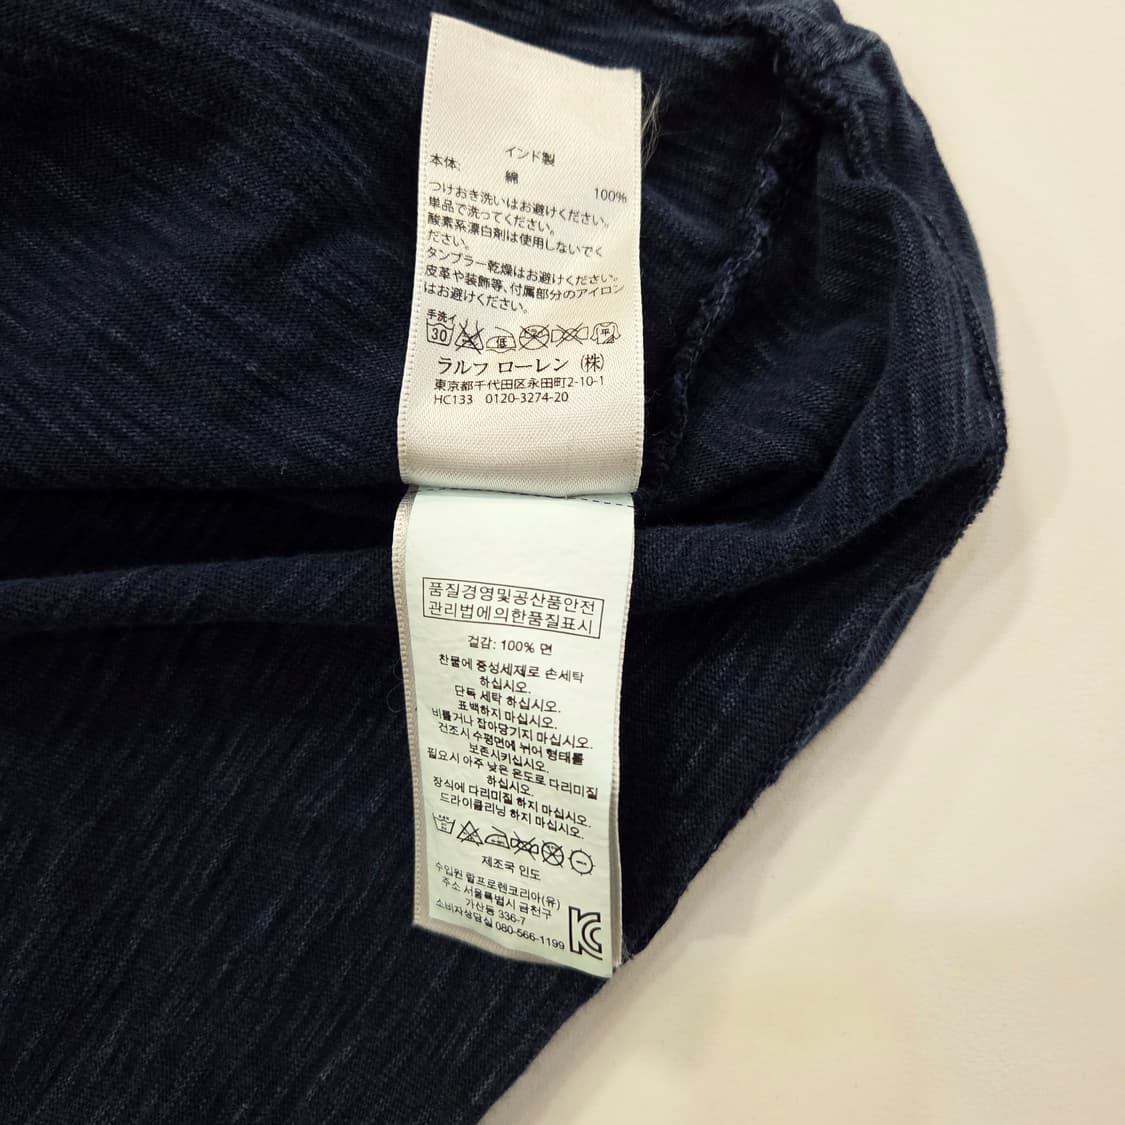 インド製
本体: 綿 100%
つけおき洗いはお避けください。
単品で洗ってください。
酸素系漂白剤は使用しないでく
ださい。
タンブラー乾燥はお避けください。
皮革や装飾等、付属部分のアイロン
はお避けください。
手洗イ
30 低 平
ラルフ ローレン (株)
東京都千代田区永田町2-10-1
HC133 0120-3274-20
품질경영및공산품안전
관리법에의한품질표시
겉감: 100% 면
찬물에 중성세제로 손세탁
하십시오.
단독 세탁 하십시오.
표백하지 마십시오.
비틀거나 잡아당기지 마십시오.
건조시 수평면에 뉘어 형태를
보존시키십시오.
필요시 아주 낮은 온도로 다리미질
하십시오.
장식에 다리미질 하지 마십시오.
드라이클리닝 하지 마십시오.
제조국 인도
수입원 랄프로렌코리아(유)
주소 서울특별시 금천구
가산동 336-7
소비자상담실 080-566-1199